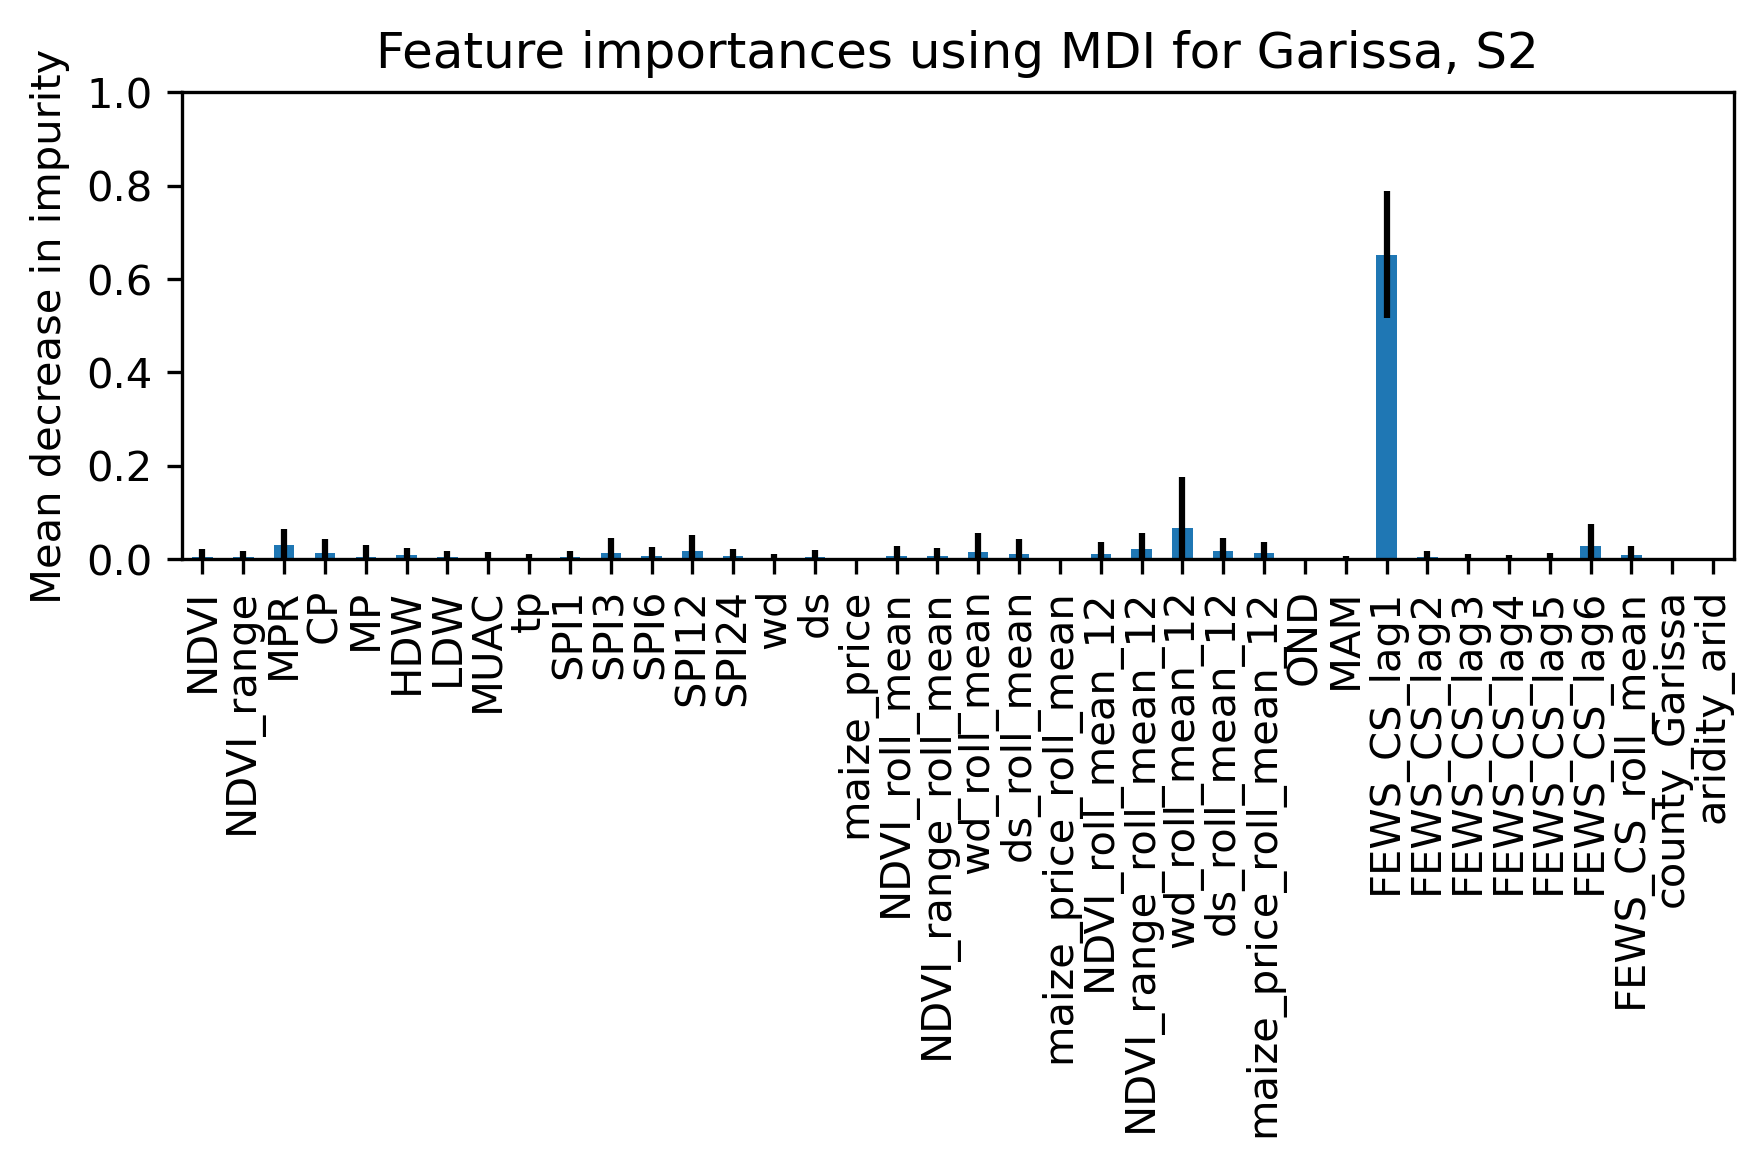 Feature importances using MDI for Garissa, S2
Mean decrease in impurity
1.0
0.8
0.6
0.4
0.2
0.0
NDVI
NDVI_range
MPR
CP
MP
HDW
LDW
MUAC
tp
SPI1
SPI3
SPI6
SPI12
SPI24
wd
ds
maize_price
NDVI_roll_mean
NDVI_range_roll_mean
wd_roll_mean
ds_roll_mean
maize_price_roll_mean
NDVI_roll_mean_12
NDVI_range_roll_mean_12
wd_roll_mean_12
ds_roll_mean_12
maize_price_roll_mean_12
OND
MAM
FEWS_CS_lag1
FEWS_CS_lag2
FEWS_CS_lag3
FEWS_CS_lag4
FEWS_CS_lag5
FEWS_CS_lag6
FEWS_CS_roll_mean
county_Garissa
aridity_arid